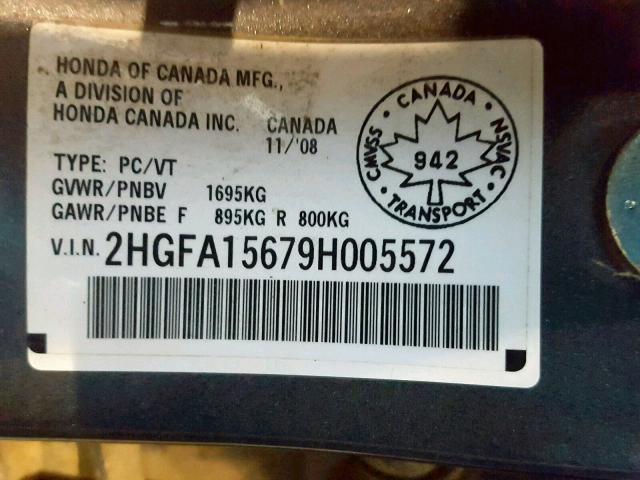 HONDA OF CANADA MFG.,
A DIVISION OF
HONDA CANADA INC. CANADA
11/'08
TYPE: PC/VT
GVWR/PNBV 1695KG
GAWR/PNBE F 895KG R 800KG
V.I.N. 2HGFA15679H005572
• CANADA •
CMVSS
NSVAC
942
• TRANSPORT •